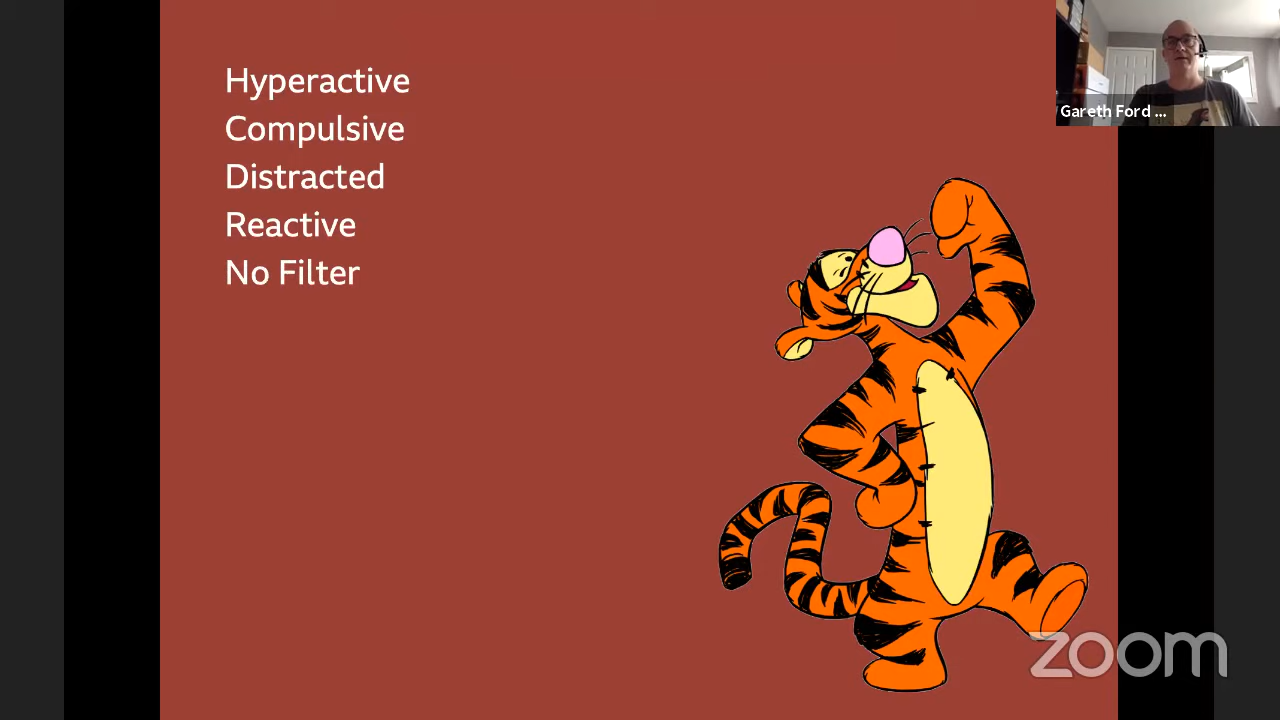 Hyperactive
Compulsive
Distracted
Reactive
No Filter
Gareth Ford ...
zoom